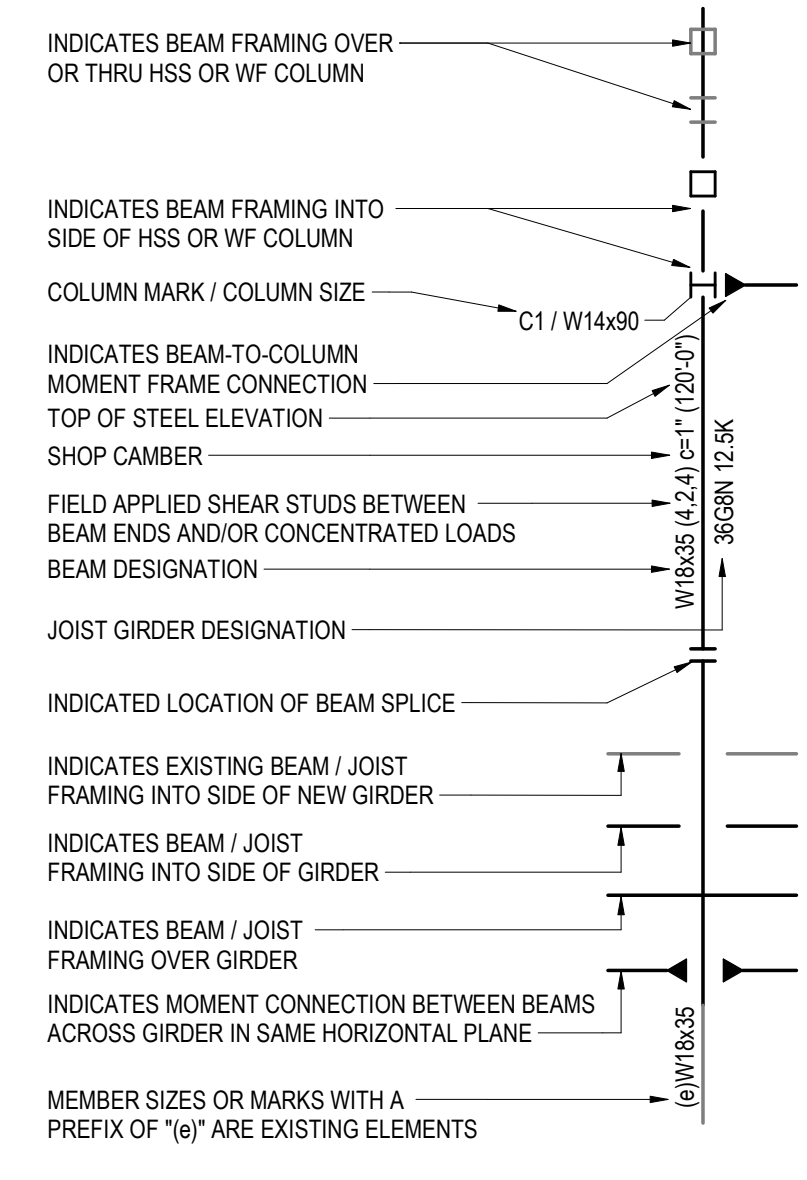 INDICATES BEAM FRAMING OVER
OR THRU HSS OR WF COLUMN
INDICATES BEAM FRAMING INTO
SIDE OF HSS OR WF COLUMN
COLUMN MARK / COLUMN SIZE
C1 / W14x90
INDICATES BEAM-TO-COLUMN
MOMENT FRAME CONNECTION
TOP OF STEEL ELEVATION
SHOP CAMBER
FIELD APPLIED SHEAR STUDS BETWEEN
BEAM ENDS AND/OR CONCENTRATED LOADS
BEAM DESIGNATION
W18x35 (4,2,4) c=1" (120'-0")
36G8N 12.5K
JOIST GIRDER DESIGNATION
INDICATED LOCATION OF BEAM SPLICE
INDICATES EXISTING BEAM / JOIST
FRAMING INTO SIDE OF NEW GIRDER
INDICATES BEAM / JOIST
FRAMING INTO SIDE OF GIRDER
INDICATES BEAM / JOIST
FRAMING OVER GIRDER
INDICATES MOMENT CONNECTION BETWEEN BEAMS
ACROSS GIRDER IN SAME HORIZONTAL PLANE
(e)W18x35
MEMBER SIZES OR MARKS WITH A
PREFIX OF "(e)" ARE EXISTING ELEMENTS